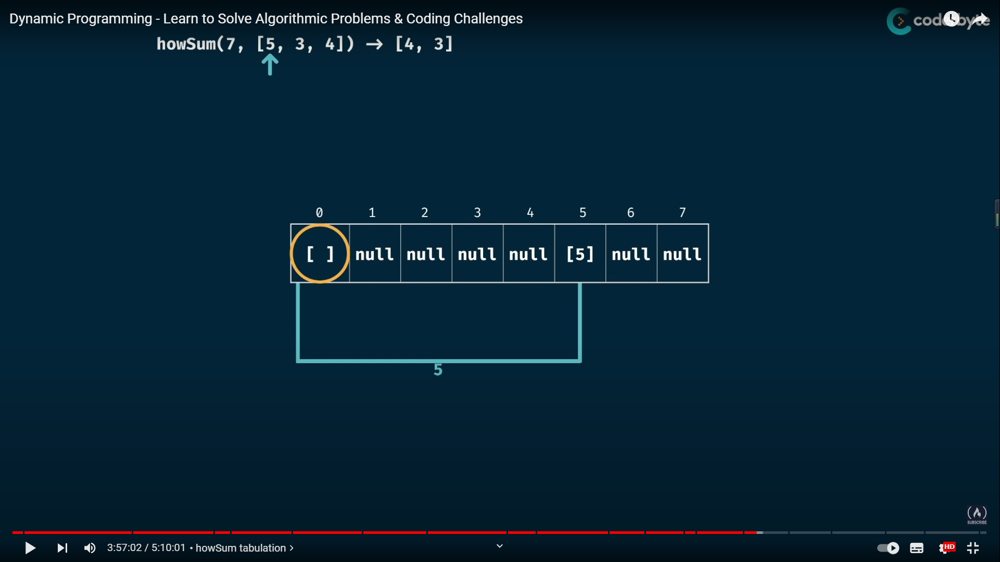 Dynamic Programming - Learn to Solve Algorithmic Problems & Coding Challenges
coderbyte
howSum(7, [5, 3, 4]) → [4, 3]
0 1 2 3 4 5 6 7
[ ] null null null null [5] null null
5
SUBSCRIBE
3:57:02 / 5:10:01 • howSum tabulation >
HD